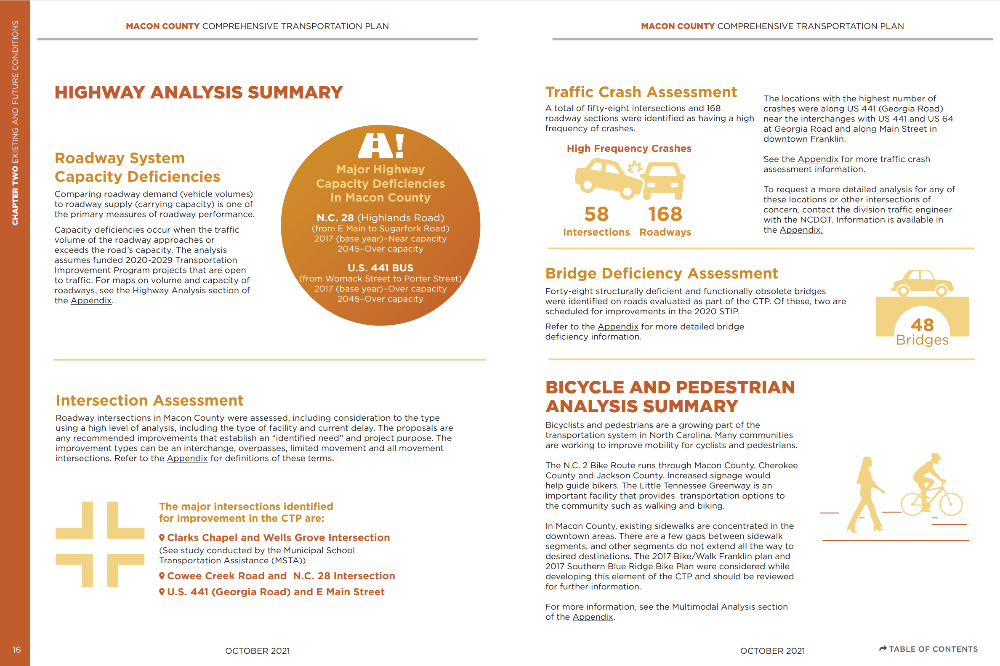 CHAPTER TWO EXISTING AND FUTURE CONDITIONS
MACON COUNTY COMPREHENSIVE TRANSPORTATION PLAN
HIGHWAY ANALYSIS SUMMARY
Roadway System
Capacity Deficiencies
Comparing roadway demand (vehicle volumes)
to roadway supply (carrying capacity) is one of
the primary measures of roadway performance.
Capacity deficiencies occur when the traffic
volume of the roadway approaches or
exceeds the road’s capacity. The analysis
assumes funded 2020-2029 Transportation
Improvement Program projects that are open
to traffic. For maps on volume and capacity of
roadways, see the Highway Analysis section of
the Appendix.
Major Highway
Capacity Deficiencies
In Macon County
N.C. 28 (Highlands Road)
(from E Main to Sugarfork Road)
2017 (base year)–Near capacity
2045–Over capacity
U.S. 441 BUS
(from Womack Street to Porter Street)
2017 (base year)–Over capacity
2045–Over capacity
Intersection Assessment
Roadway intersections in Macon County were assessed, including consideration to the type
using a high level of analysis, including the type of facility and current delay. The proposals are
any recommended improvements that establish an “identified need” and project purpose. The
improvement types can be an interchange, overpasses, limited movement and all movement
intersections. Refer to the Appendix for definitions of these terms.
The major intersections identified
for improvement in the CTP are:
Clarks Chapel and Wells Grove Intersection
(See study conducted by the Municipal School
Transportation Assistance (MSTA))
Cowee Creek Road and N.C. 28 Intersection
U.S. 441 (Georgia Road) and E Main Street
16
OCTOBER 2021
MACON COUNTY COMPREHENSIVE TRANSPORTATION PLAN
Traffic Crash Assessment
A total of fifty-eight intersections and 168
roadway sections were identified as having a high
frequency of crashes.
High Frequency Crashes
58 168
Intersections Roadways
The locations with the highest number of
crashes were along US 441 (Georgia Road)
near the interchanges with US 441 and US 64
at Georgia Road and along Main Street in
downtown Franklin.
See the Appendix for more traffic crash
assessment information.
To request a more detailed analysis for any of
these locations or other intersections of
concern, contact the division traffic engineer
with the NCDOT. Information is available in
the Appendix.
Bridge Deficiency Assessment
Forty-eight structurally deficient and functionally obsolete bridges
were identified on roads evaluated as part of the CTP. Of these, two are
scheduled for improvements in the 2020 STIP.
Refer to the Appendix for more detailed bridge
deficiency information.
48
Bridges
BICYCLE AND PEDESTRIAN
ANALYSIS SUMMARY
Bicyclists and pedestrians are a growing part of the
transportation system in North Carolina. Many communities
are working to improve mobility for cyclists and pedestrians.
The N.C. 2 Bike Route runs through Macon County, Cherokee
County and Jackson County. Increased signage would
help guide bikers. The Little Tennessee Greenway is an
important facility that provides transportation options to
the community such as walking and biking.
In Macon County, existing sidewalks are concentrated in the
downtown areas. There are a few gaps between sidewalk
segments, and other segments do not extend all the way to
desired destinations. The 2017 Bike/Walk Franklin plan and
2017 Southern Blue Ridge Bike Plan were considered while
developing this element of the CTP and should be reviewed
for further information.
For more information, see the Multimodal Analysis section
of the Appendix.
OCTOBER 2021
TABLE OF CONTENTS